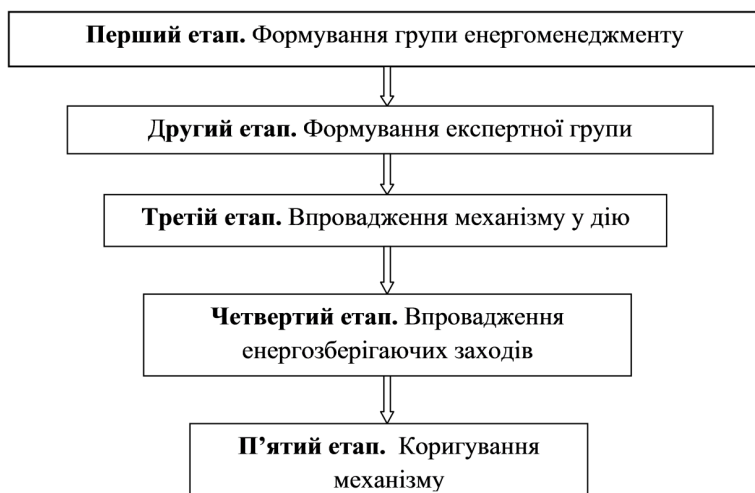 Перший етап. Формування групи енергоменеджменту
Другий етап. Формування експертної групи
Третій етап. Впровадження механізму у дію
Четвертий етап. Впровадження
енергозберігаючих заходів
П’ятий етап. Коригування
механізму